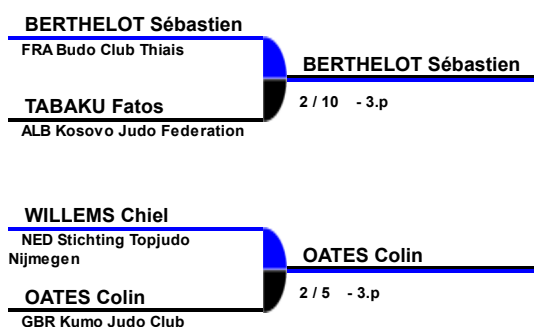 BERTHELOT Sébastien
FRA Budo Club Thiais
BERTHELOT Sébastien
2 / 10 - 3.p
TABAKU Fatos
ALB Kosovo Judo Federation
WILLEMS Chiel
NED Stichting Topjudo
Nijmegen
OATES Colin
2 / 5 - 3.p
OATES Colin
GBR Kumo Judo Club